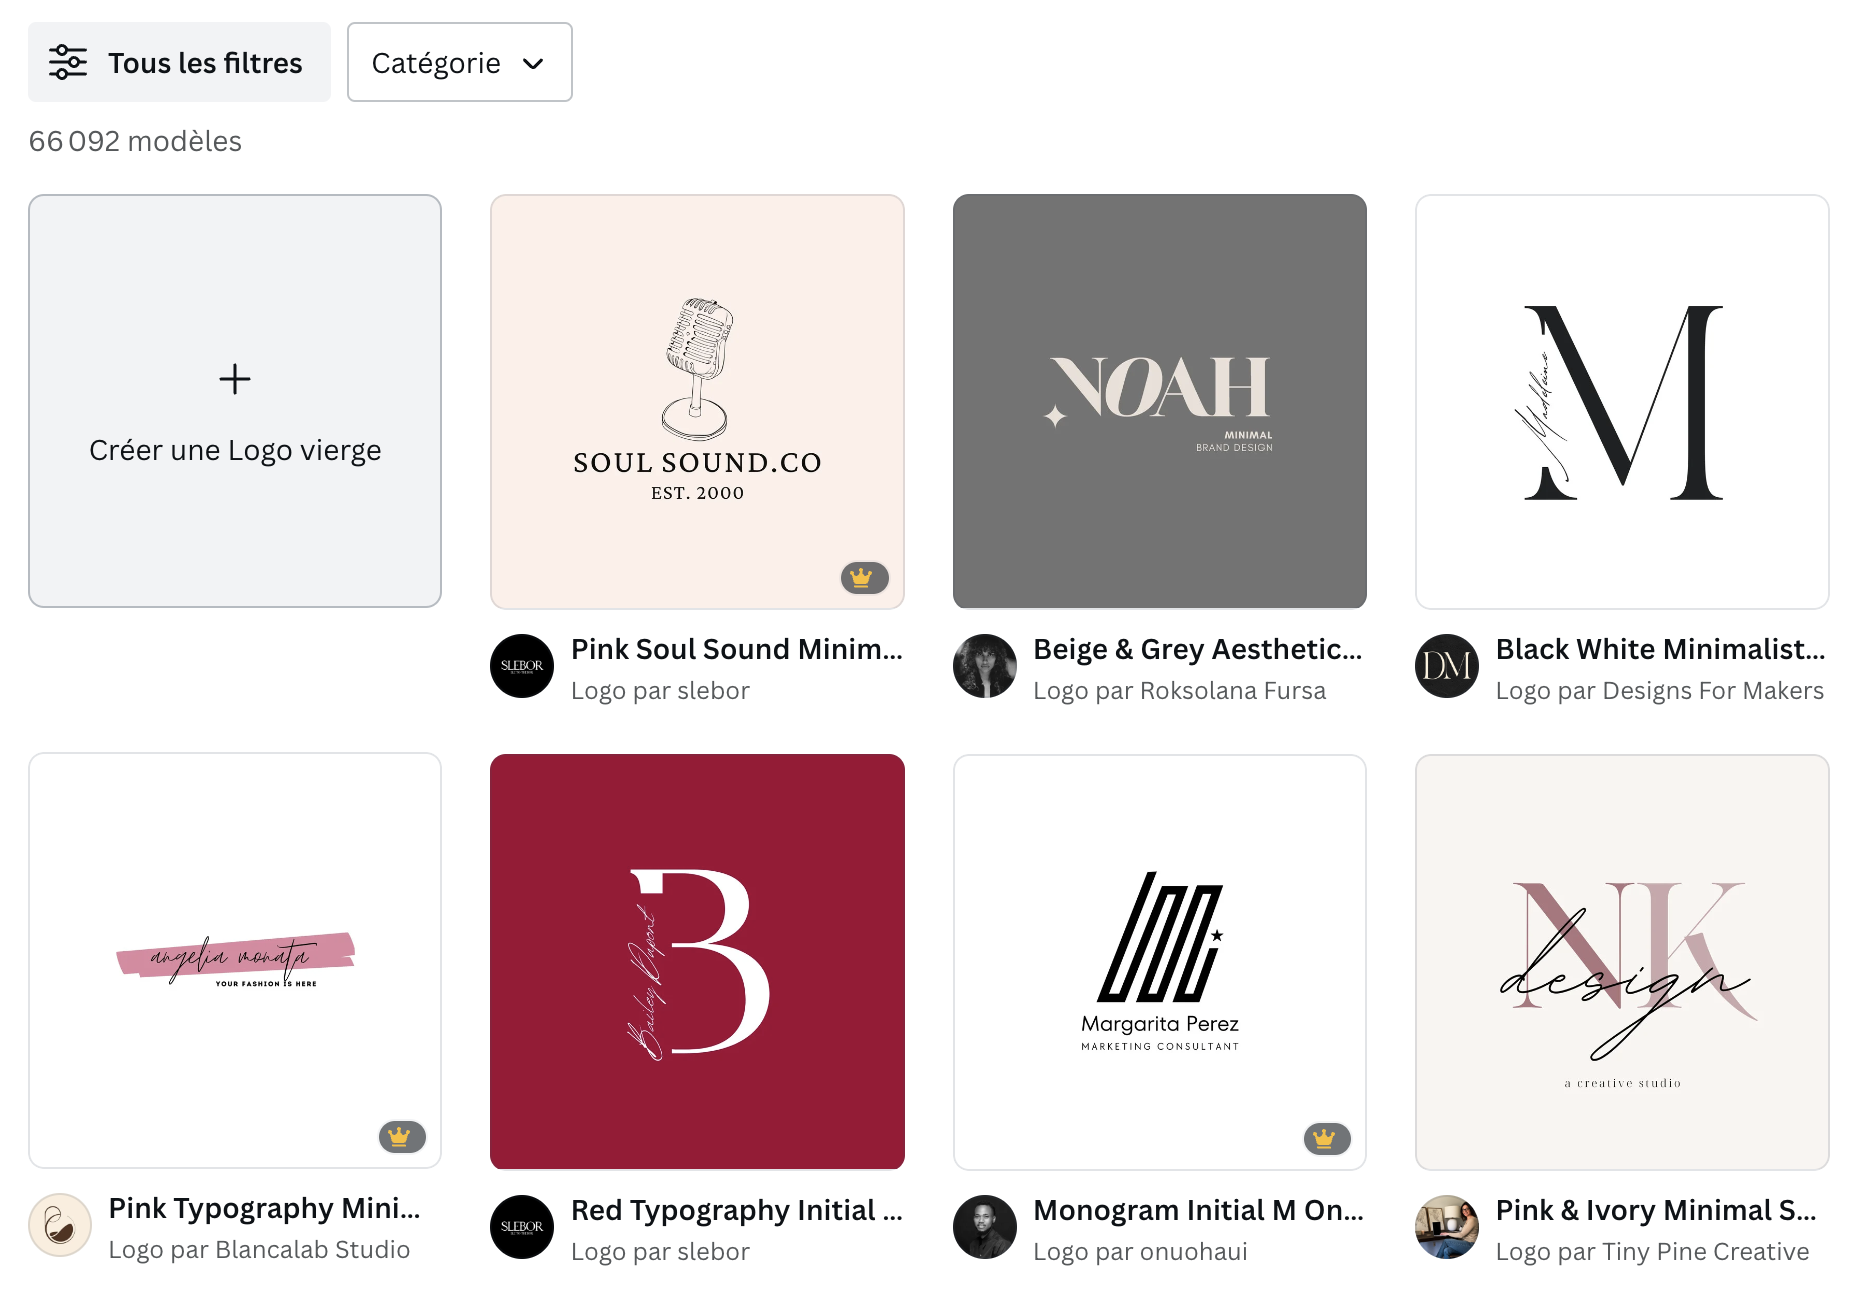 Tous les filtres
Catégorie
66 092 modèles
Créer une Logo vierge
SOUL SOUND.CO
EST. 2000
NOAH
MINIMAL
BRAND DESIGN
M
Madeleine
SLEBOR
Pink Soul Sound Minim...
Logo par slebor
Beige & Grey Aesthetic...
Logo par Roksolana Fursa
DM
Black White Minimalist...
Logo par Designs For Makers
angelia monata
YOUR FASHION IS HERE
B
Bailey Dupont
Margarita Perez
MARKETING CONSULTANT
NK
design
a creative studio
Pink Typography Mini...
Logo par Blancalab Studio
SLEBOR
Red Typography Initial ...
Logo par slebor
Monogram Initial M On...
Logo par onuohaui
Pink & Ivory Minimal S...
Logo par Tiny Pine Creative